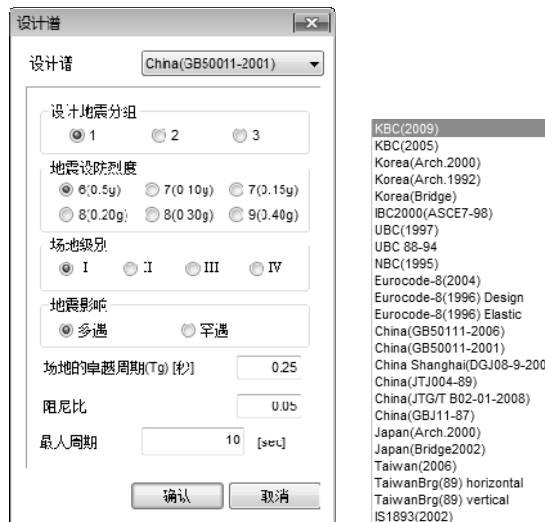 设计谱
设计谱 China(GB50011-2001)
设计地震分组
1 2 3
地震设防烈度
6(0.5g) 7(0.10g) 7(0.15g)
8(0.20g) 8(0.30g) 9(0.40g)
场地级别
I II III IV
地震影响
多遇 罕遇
场地的卓越周期(Tg) [秒] 0.25
阻尼比 0.05
最大周期 10 [sec]
确认 取消
KBC(2009)
KBC(2005)
Korea(Arch.2000)
Korea(Arch.1992)
Korea(Bridge)
IBC2000(ASCE7-98)
UBC(1997)
UBC 88-94
NBC(1995)
Eurocode-8(2004)
Eurocode-8(1996) Design
Eurocode-8(1996) Elastic
China(GB50111-2006)
China(GB50011-2001)
China Shanghai(DGJ08-9-200
China(JTJ004-89)
China(JTG/T B02-01-2008)
China(GBJ11-87)
Japan(Arch.2000)
Japan(Bridge2002)
Taiwan(2006)
TaiwanBrg(89) horizontal
TaiwanBrg(89) vertical
IS1893(2002)